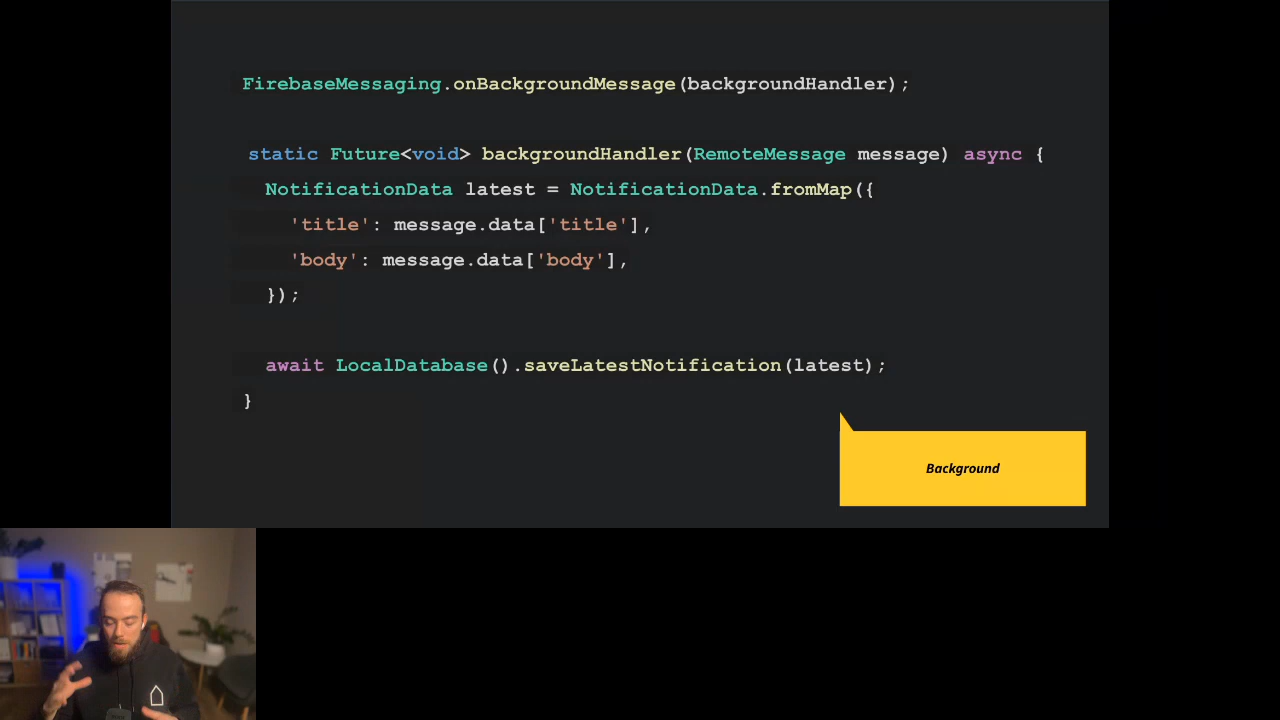 FirebaseMessaging.onBackgroundMessage(backgroundHandler);
static Future<void> backgroundHandler(RemoteMessage message) async {
NotificationData latest = NotificationData.fromMap({
'title': message.data['title'],
'body': message.data['body'],
});
await LocalDatabase().saveLatestNotification(latest);
}
Background